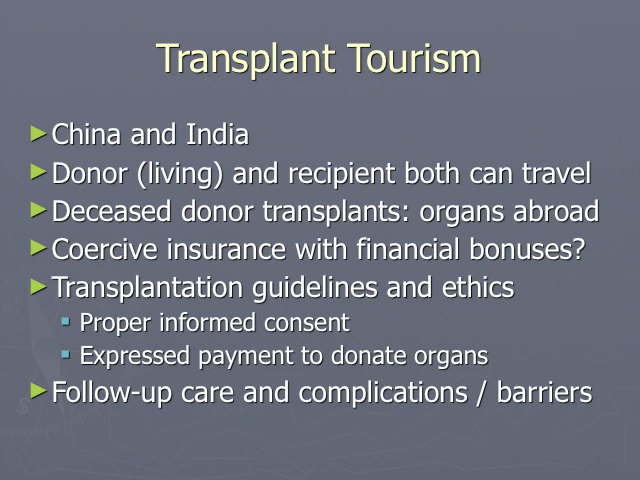 Transplant Tourism
China and India
Donor (living) and recipient both can travel
Deceased donor transplants: organs abroad
Coercive insurance with financial bonuses?
Transplantation guidelines and ethics
Proper informed consent
Expressed payment to donate organs
Follow-up care and complications / barriers